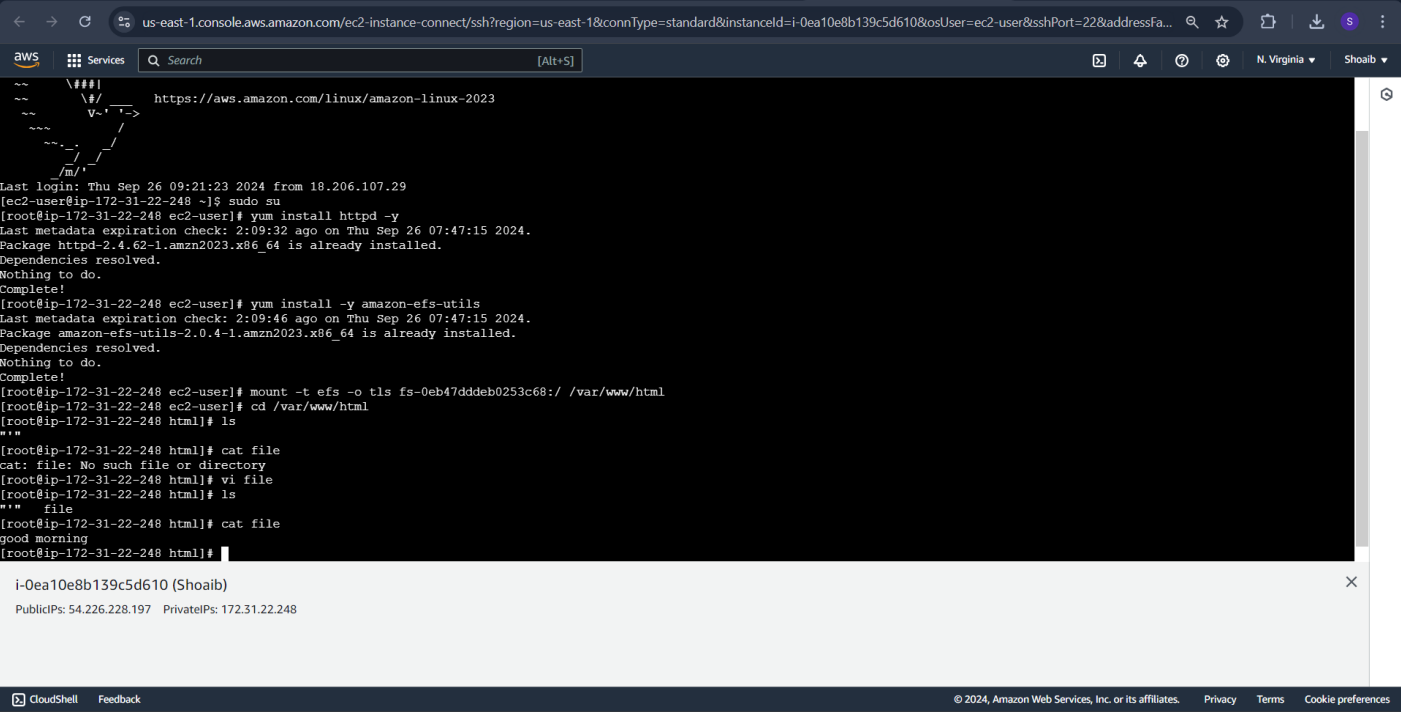 us-east-1.console.aws.amazon.com/ec2-instance-connect/ssh?region=us-east-1&connType=standard&instanceId=i-0ea10e8b139c5d610&osUser=ec2-user&sshPort=22&addressFa...
S
aws Services Search [Alt+S] N. Virginia ▼ Shoaib ▼
~~ \###|
~~ \#/ ___ https://aws.amazon.com/linux/amazon-linux-2023
~~ V~' '->
~~~ /
~~._. _/
_/ _/
_/m/'
Last login: Thu Sep 26 09:21:23 2024 from 18.206.107.29
[ec2-user@ip-172-31-22-248 ~]$ sudo su
[root@ip-172-31-22-248 ec2-user]# yum install httpd -y
Last metadata expiration check: 2:09:32 ago on Thu Sep 26 07:47:15 2024.
Package httpd-2.4.62-1.amzn2023.x86_64 is already installed.
Dependencies resolved.
Nothing to do.
Complete!
[root@ip-172-31-22-248 ec2-user]# yum install -y amazon-efs-utils
Last metadata expiration check: 2:09:46 ago on Thu Sep 26 07:47:15 2024.
Package amazon-efs-utils-2.0.4-1.amzn2023.x86_64 is already installed.
Dependencies resolved.
Nothing to do.
Complete!
[root@ip-172-31-22-248 ec2-user]# mount -t efs -o tls fs-0eb47dddeb0253c68:/ /var/www/html
[root@ip-172-31-22-248 ec2-user]# cd /var/www/html
[root@ip-172-31-22-248 html]# ls
"'"
[root@ip-172-31-22-248 html]# cat file
cat: file: No such file or directory
[root@ip-172-31-22-248 html]# vi file
[root@ip-172-31-22-248 html]# ls
"'" file
[root@ip-172-31-22-248 html]# cat file
good morning
[root@ip-172-31-22-248 html]#
i-0ea10e8b139c5d610 (Shoaib)
PublicIPs: 54.226.228.197 PrivateIPs: 172.31.22.248
CloudShell Feedback © 2024, Amazon Web Services, Inc. or its affiliates. Privacy Terms Cookie preferences